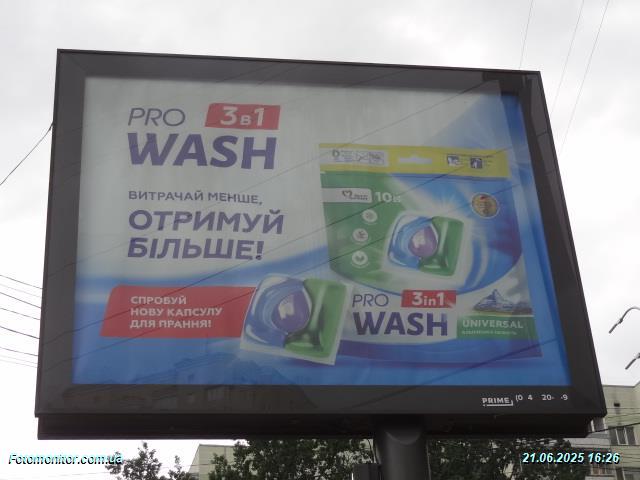 PRO 3в1
WASH
ВИТРАЧАЙ МЕНШЕ,
ОТРИМУЙ
БІЛЬШЕ!
СПРОБУЙ
НОВУ КАПСУЛУ
ДЛЯ ПРАННЯ!
PRO 3in1
WASH
UNIVERSAL
PRIME
Fotomonitor.com.ua
21.06.2025 16:26